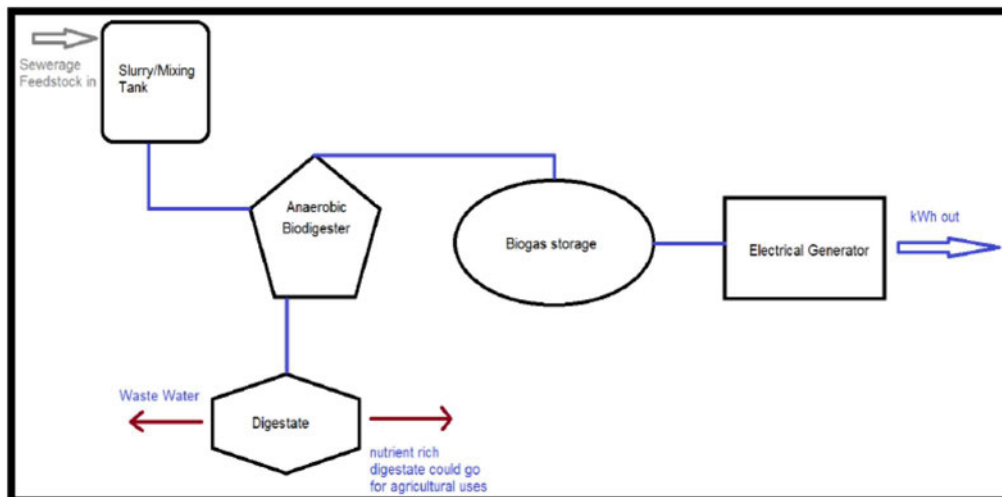 Sewerage
Feedstock in
Slurry/Mixing
Tank
Anaerobic
Biodigester
Biogas storage
Electrical Generator
kWh out
Waste Water
Digestate
nutrient rich
digestate could go
for agricultural uses